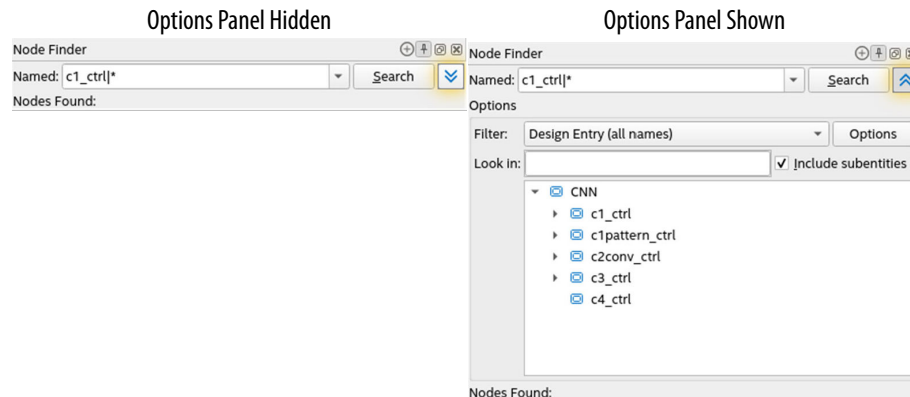 Options Panel Hidden
Node Finder
Named: c1_ctrl|*
Search
Nodes Found:
Options Panel Shown
Node Finder
Named: c1_ctrl|*
Search
Options
Filter: Design Entry (all names)
Options
Look in:
Include subentities
CNN
c1_ctrl
c1pattern_ctrl
c2conv_ctrl
c3_ctrl
c4_ctrl
Nodes Found: